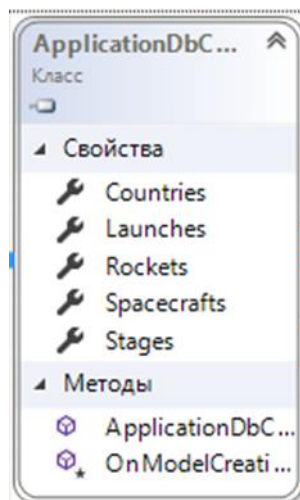 ApplicationDbC...
Класс
Свойства
Countries
Launches
Rockets
Spacecrafts
Stages
Методы
ApplicationDbC...
OnModelCreati...